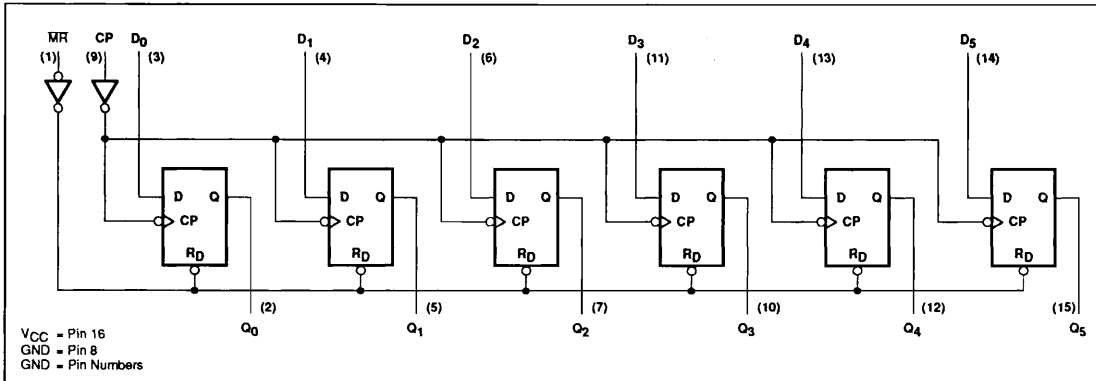 M̅R̅ CP D0 D1 D2 D3 D4 D5
(1) (9) (3) (4) (6) (11) (13) (14)
D Q D Q D Q D Q D Q D Q
CP CP CP CP CP CP
RD RD RD RD RD RD
(2) (5) (7) (10) (12) (15)
Q0 Q1 Q2 Q3 Q4 Q5
VCC = Pin 16
GND = Pin 8
GND = Pin Numbers